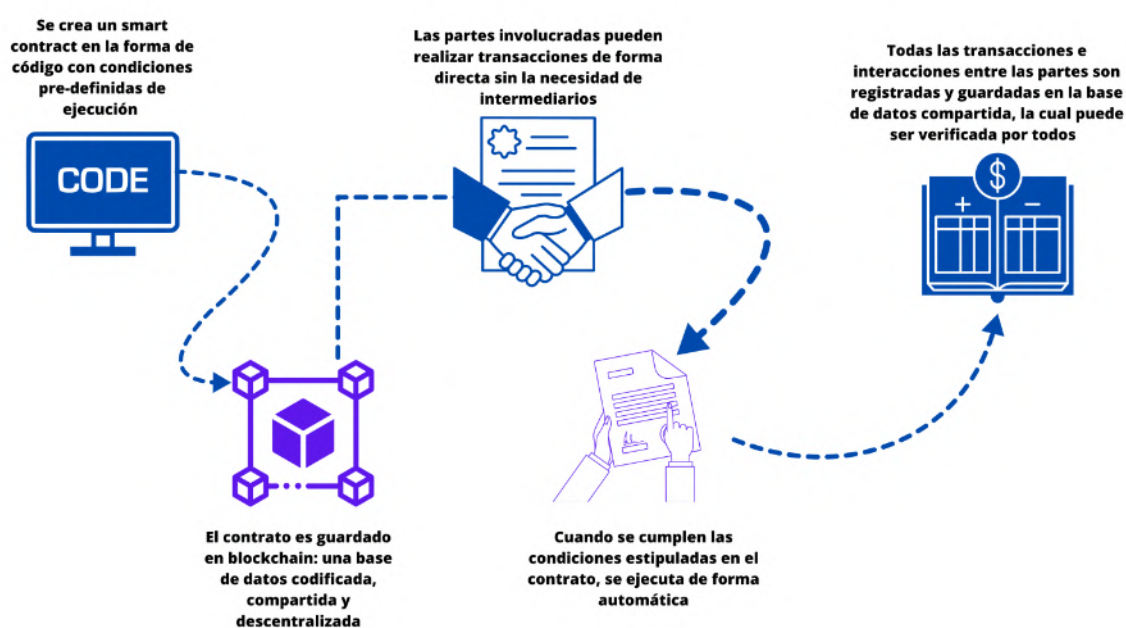 Se crea un smart
contract en la forma de
código con condiciones
pre-definidas de
ejecución
CODE
El contrato es guardado
en blockchain: una base
de datos codificada,
compartida y
descentralizada
Las partes involucradas pueden
realizar transacciones de forma
directa sin la necesidad de
intermediarios
Cuando se cumplen las
condiciones estipuladas en el
contrato, se ejecuta de forma
automática
Todas las transacciones e
interacciones entre las partes son
registradas y guardadas en la base
de datos compartida, la cual puede
ser verificada por todos
$
+ −